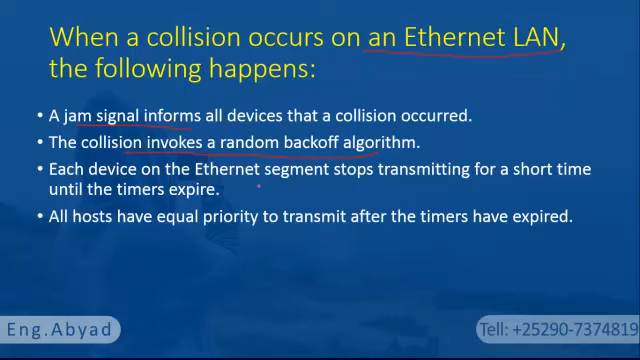 When a collision occurs on an Ethernet LAN,
the following happens:
• A jam signal informs all devices that a collision occurred.
• The collision invokes a random backoff algorithm.
• Each device on the Ethernet segment stops transmitting for a short time
until the timers expire.
• All hosts have equal priority to transmit after the timers have expired.
Eng.Abyad
Tell: +25290-7374819